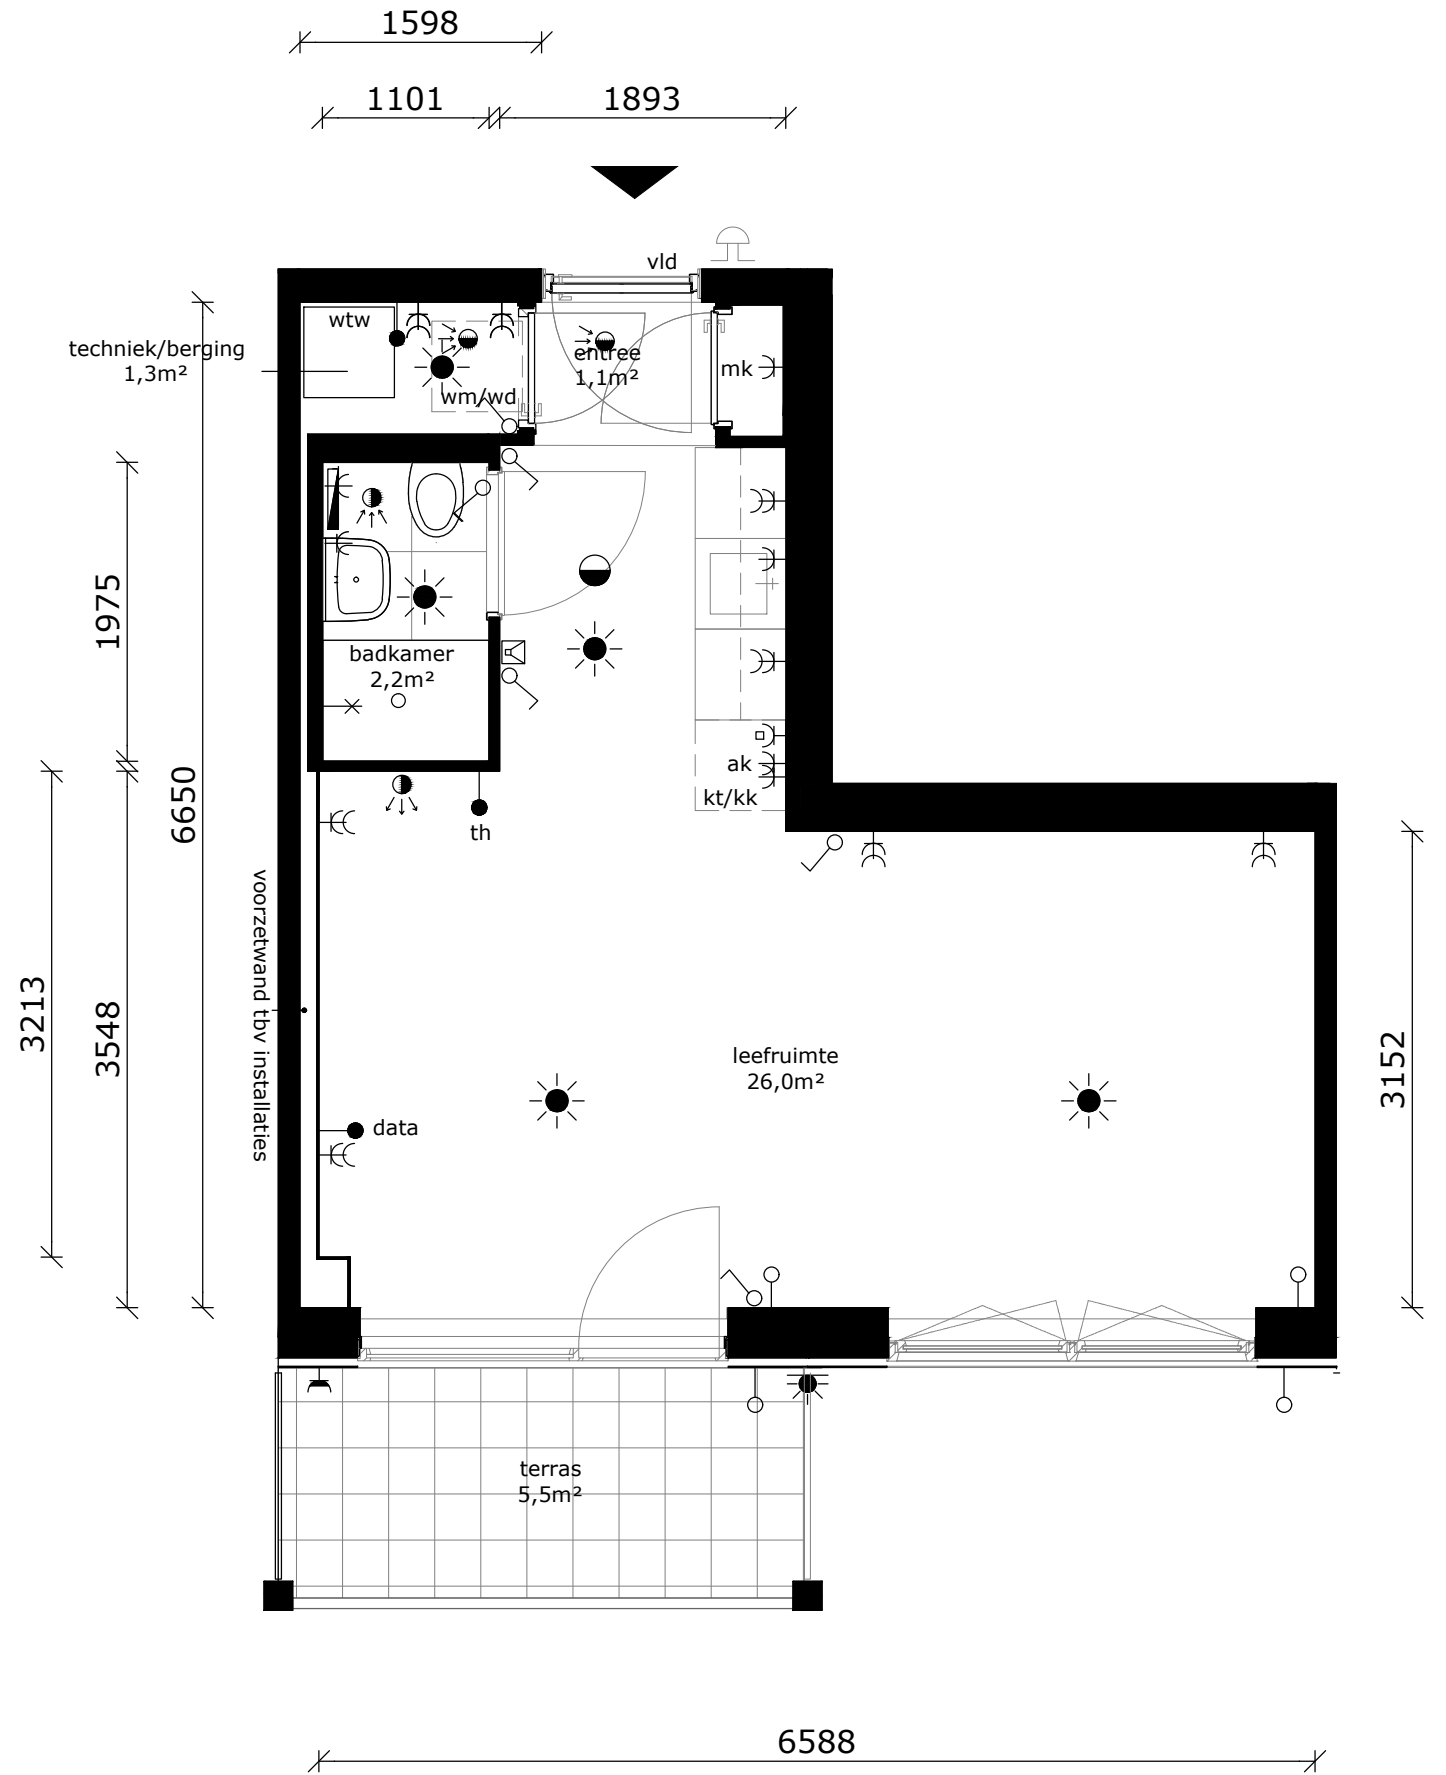 1598
1101
1893
vld
wtw
techniek/berging
1,3m²
entree
1,1m²
mk
wm/wd
1975
6650
badkamer
2,2m²
ak
kt/kk
th
voorzetwand tbv installaties
3213
3548
3152
leefruimte
26,0m²
data
terras
5,5m²
6588